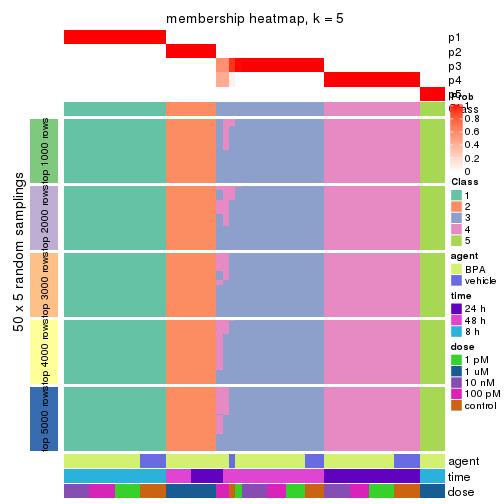 membership heatmap, k = 5
p1
p2
p3
p4
p5
Prob
1
0.8
0.6
0.4
0.2
0
Class
Class
1
2
3
4
5
agent
BPA
vehicle
time
24 h
48 h
8 h
dose
1 pM
1 uM
10 nM
100 pM
control
50 x 5 random samplings
top 1000 rows
top 2000 rows
top 3000 rows
top 4000 rows
top 5000 rows
agent
time
dose